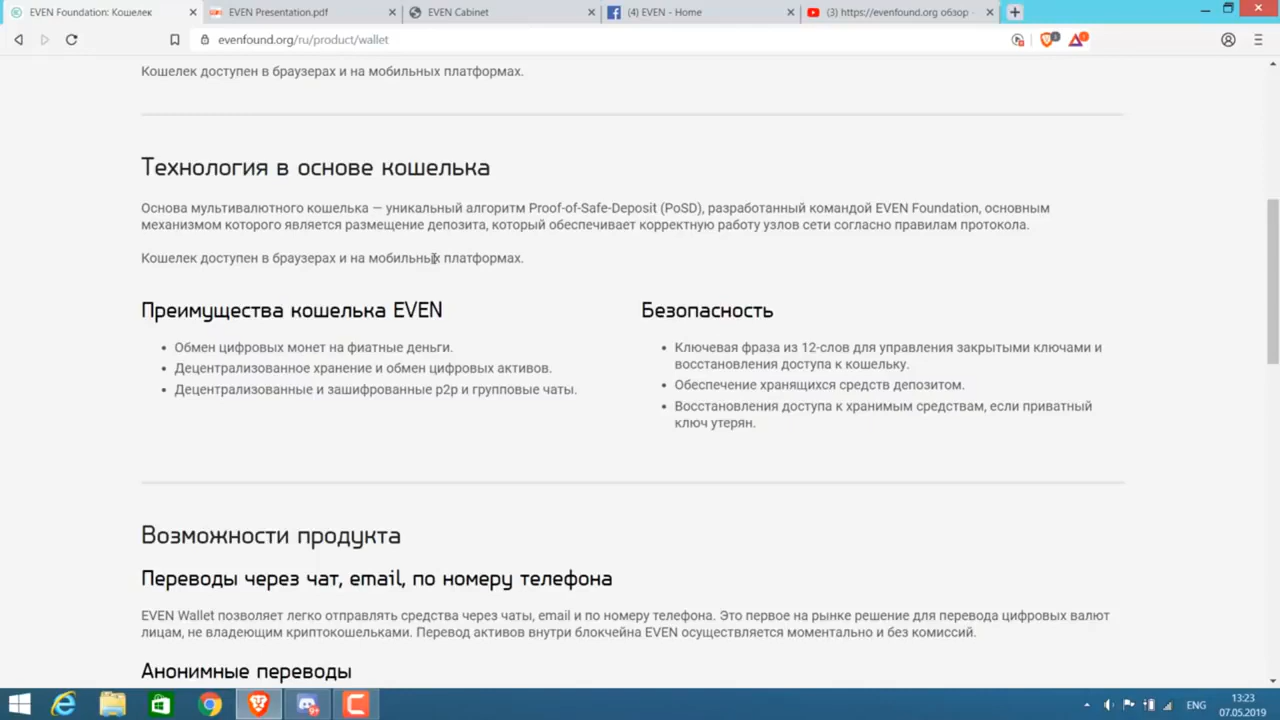 EVEN Foundation: Кошелек
EVEN Presentation.pdf
EVEN Cabinet
(4) EVEN - Home
(3) https://evenfound.org обзор -
evenfound.org/ru/product/wallet
Кошелек доступен в браузерах и на мобильных платформах.
Технология в основе кошелька
Основа мультивалютного кошелька — уникальный алгоритм Proof-of-Safe-Deposit (PoSD), разработанный командой EVEN Foundation, основным
механизмом которого является размещение депозита, который обеспечивает корректную работу узлов сети согласно правилам протокола.
Кошелек доступен в браузерах и на мобильных платформах.
Преимущества кошелька EVEN
• Обмен цифровых монет на фиатные деньги.
• Децентрализованное хранение и обмен цифровых активов.
• Децентрализованные и зашифрованные p2p и групповые чаты.
Безопасность
• Ключевая фраза из 12-слов для управления закрытыми ключами и
восстановления доступа к кошельку.
• Обеспечение хранящихся средств депозитом.
• Восстановления доступа к хранимым средствам, если приватный
ключ утерян.
Возможности продукта
Переводы через чат, email, по номеру телефона
EVEN Wallet позволяет легко отправлять средства через чаты, email и по номеру телефона. Это первое на рынке решение для перевода цифровых валют
лицам, не владеющим криптокошельками. Перевод активов внутри блокчейна EVEN осуществляется моментально и без комиссий.
Анонимные переводы
ENG
13:23
07.05.2019